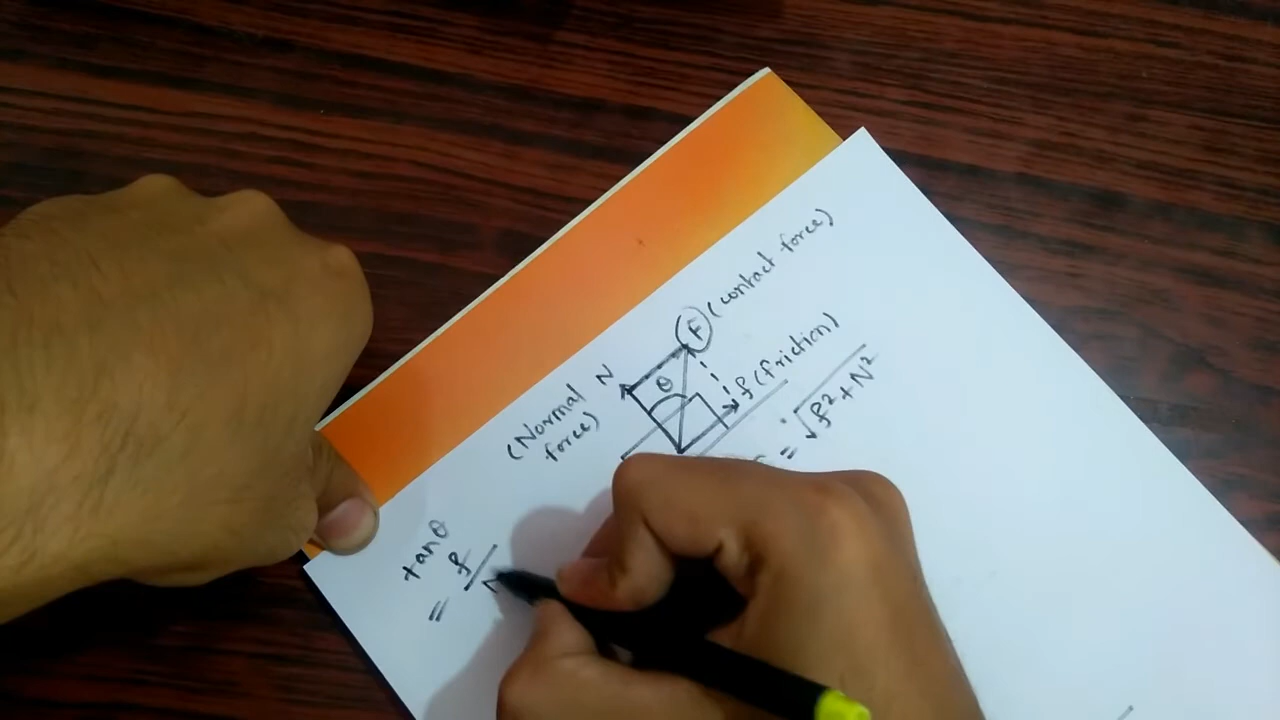 F (contact force)
N
(Normal
force)
θ
f (friction)
= √f² + N²
tanθ
= f